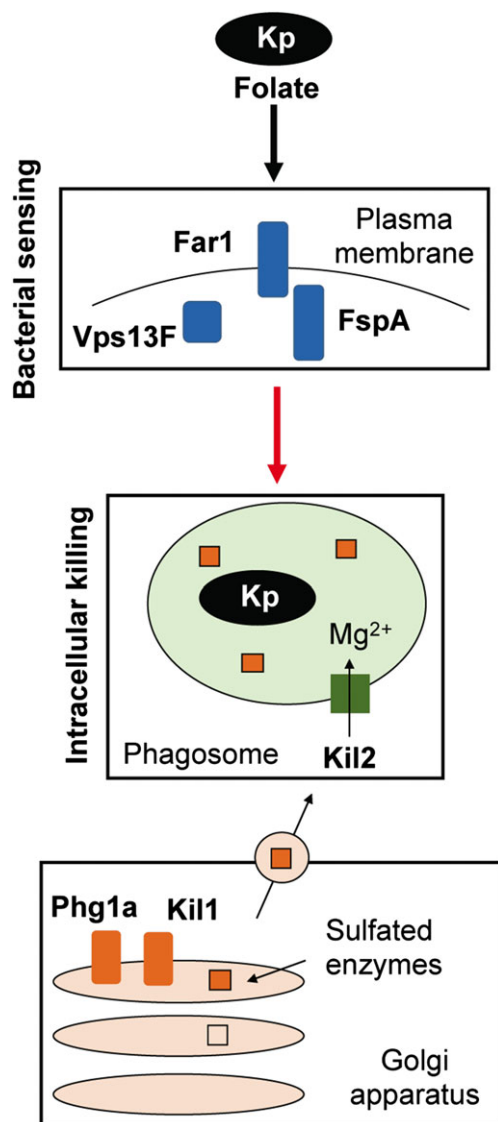 Kp
Folate
Bacterial sensing
Plasma
membrane
Far1
Vps13F
FspA
Intracellular killing
Kp
Mg²⁺
Phagosome
Kil2
Phg1a
Kil1
Sulfated
enzymes
Golgi
apparatus